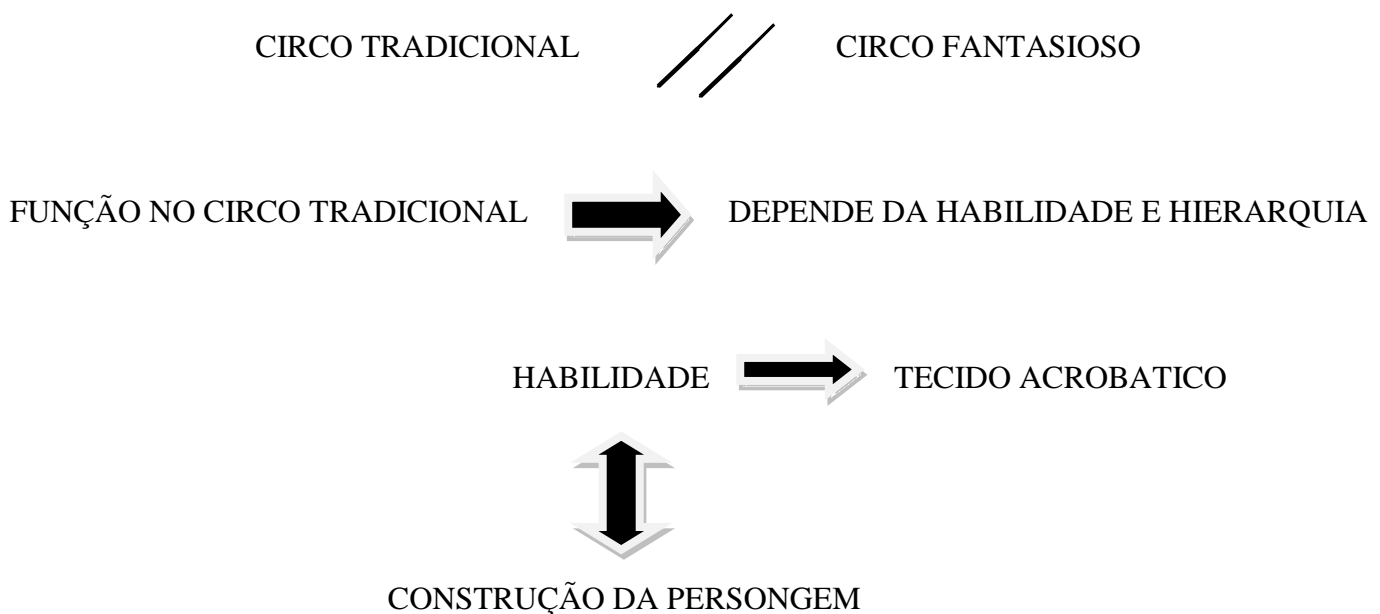 CIRCO TRADICIONAL CIRCO FANTASIOSO
FUNÇÃO NO CIRCO TRADICIONAL DEPENDE DA HABILIDADE E HIERARQUIA
HABILIDADE TECIDO ACROBATICO
CONSTRUÇÃO DA PERSONGEM